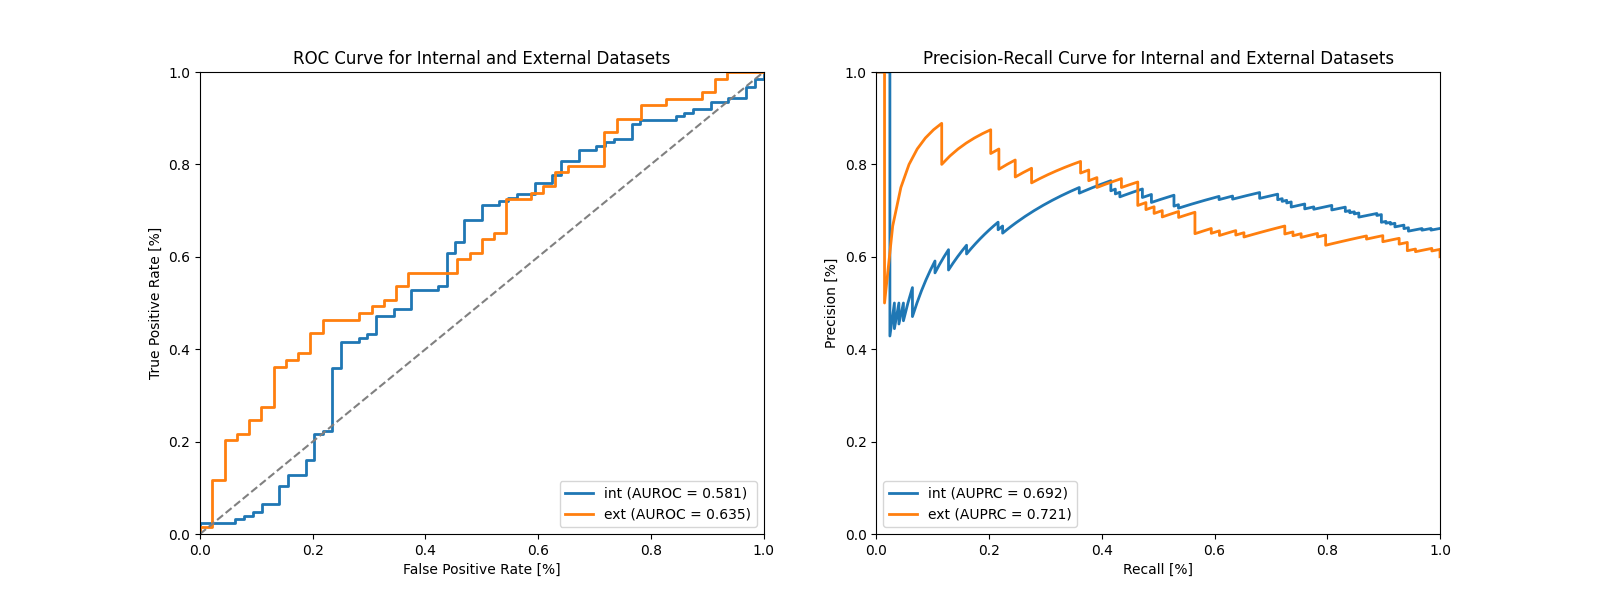 ROC Curve for Internal and External Datasets
1.0
0.8
0.6
0.4
0.2
0.0
True Positive Rate [%]
0.0 0.2 0.4 0.6 0.8 1.0
False Positive Rate [%]
int (AUROC = 0.581)
ext (AUROC = 0.635)
Precision-Recall Curve for Internal and External Datasets
1.0
0.8
0.6
0.4
0.2
0.0
Precision [%]
0.0 0.2 0.4 0.6 0.8 1.0
Recall [%]
int (AUPRC = 0.692)
ext (AUPRC = 0.721)